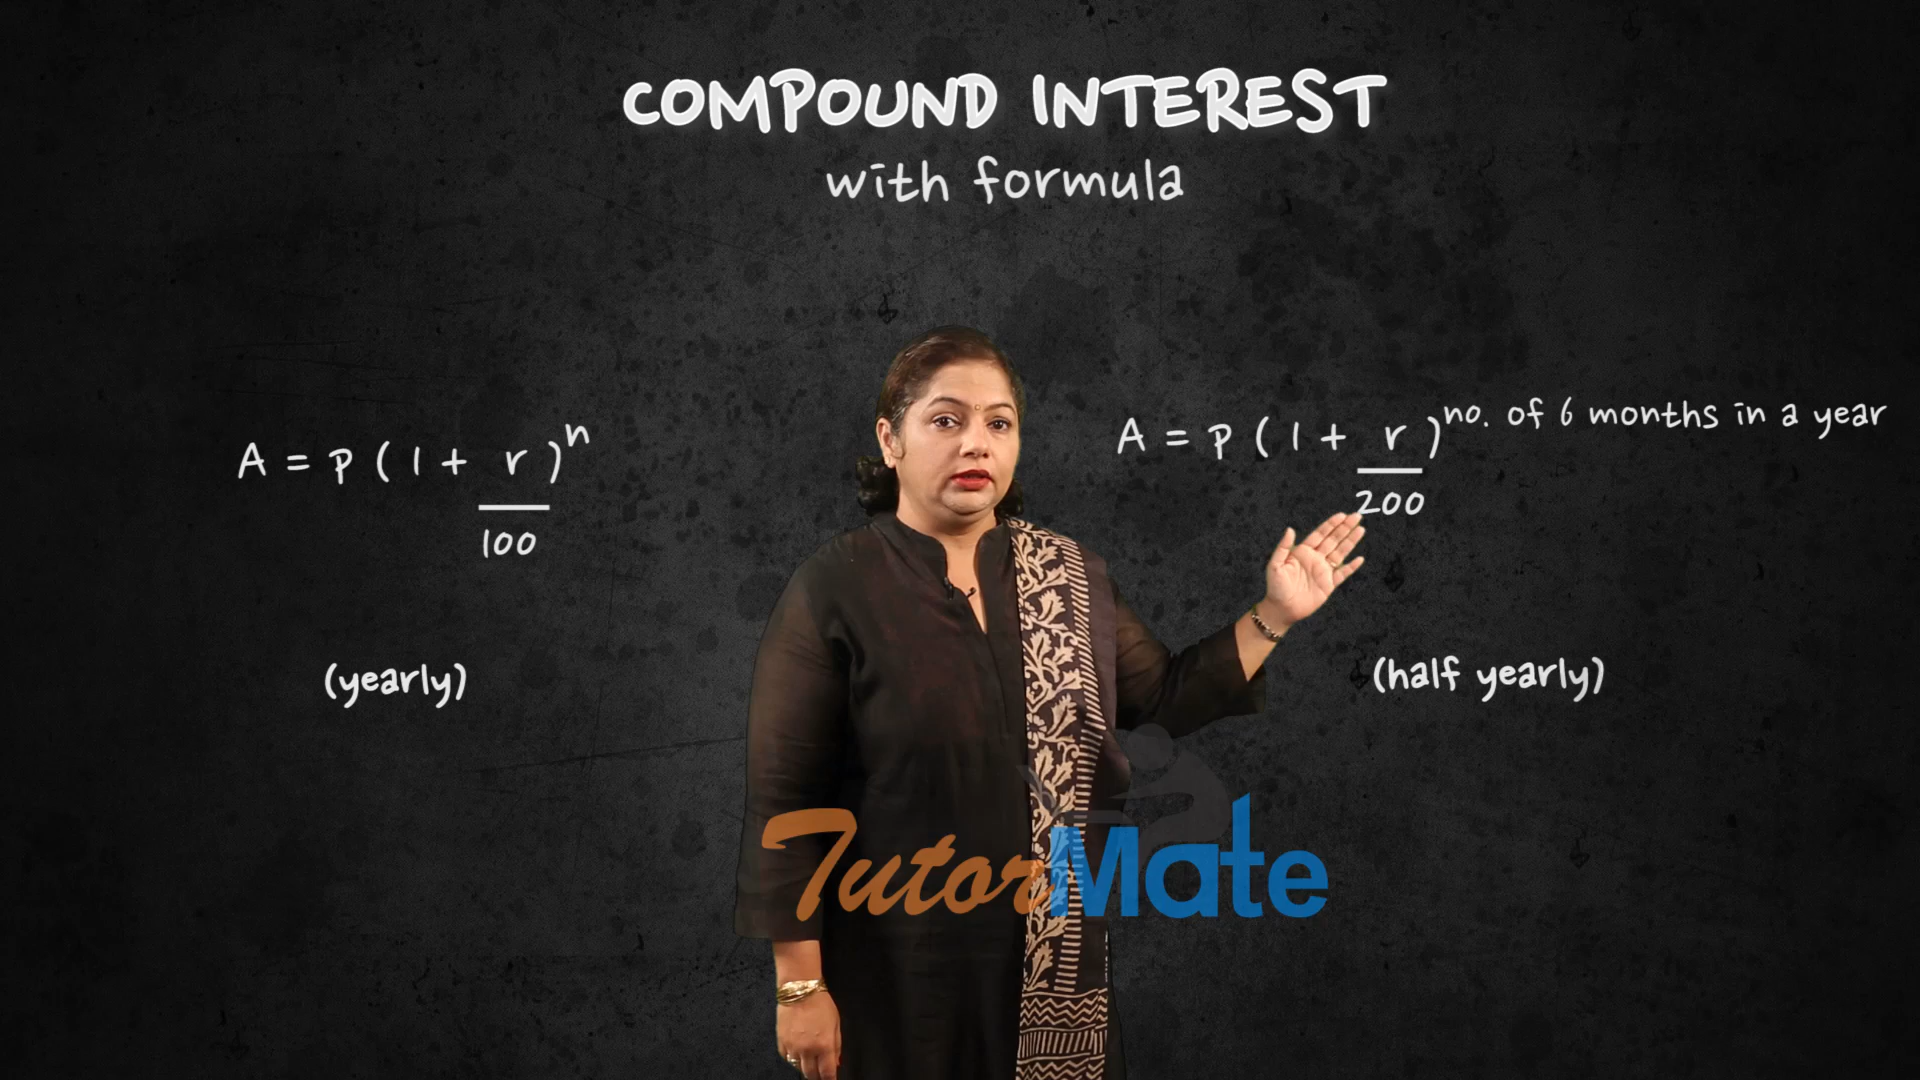 COMPOUND INTEREST
with formula
A = p ( 1 + r )^n
100
(yearly)
A = p ( 1 + r )^no. of 6 months in a year
200
(half yearly)
TutorMate